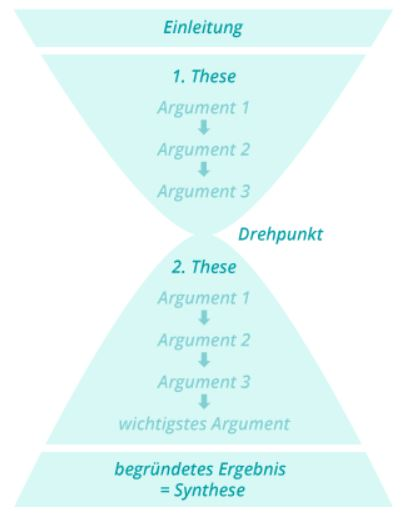 Einleitung
1. These
Argument 1
Argument 2
Argument 3
Drehpunkt
2. These
Argument 1
Argument 2
Argument 3
wichtigstes Argument
begründetes Ergebnis
= Synthese